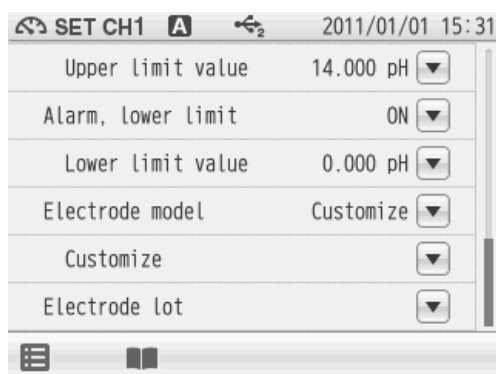 SET CH1 A 2 2011/01/01 15:31
Upper limit value 14.000 pH
Alarm, lower limit ON
Lower limit value 0.000 pH
Electrode model Customize
Customize
Electrode lot